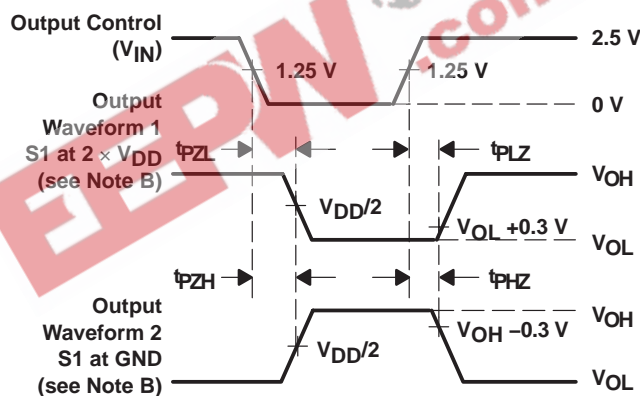 Output Control
(VIN)
2.5 V
1.25 V
1.25 V
0 V
Output
Waveform 1
S1 at 2 × VDD
(see Note B)
tPZL
tPLZ
VOH
VDD/2
VOL +0.3 V
VOL
tPZH
tPHZ
Output
Waveform 2
S1 at GND
(see Note B)
VOH
VOH –0.3 V
VDD/2
VOL
EEPW.com